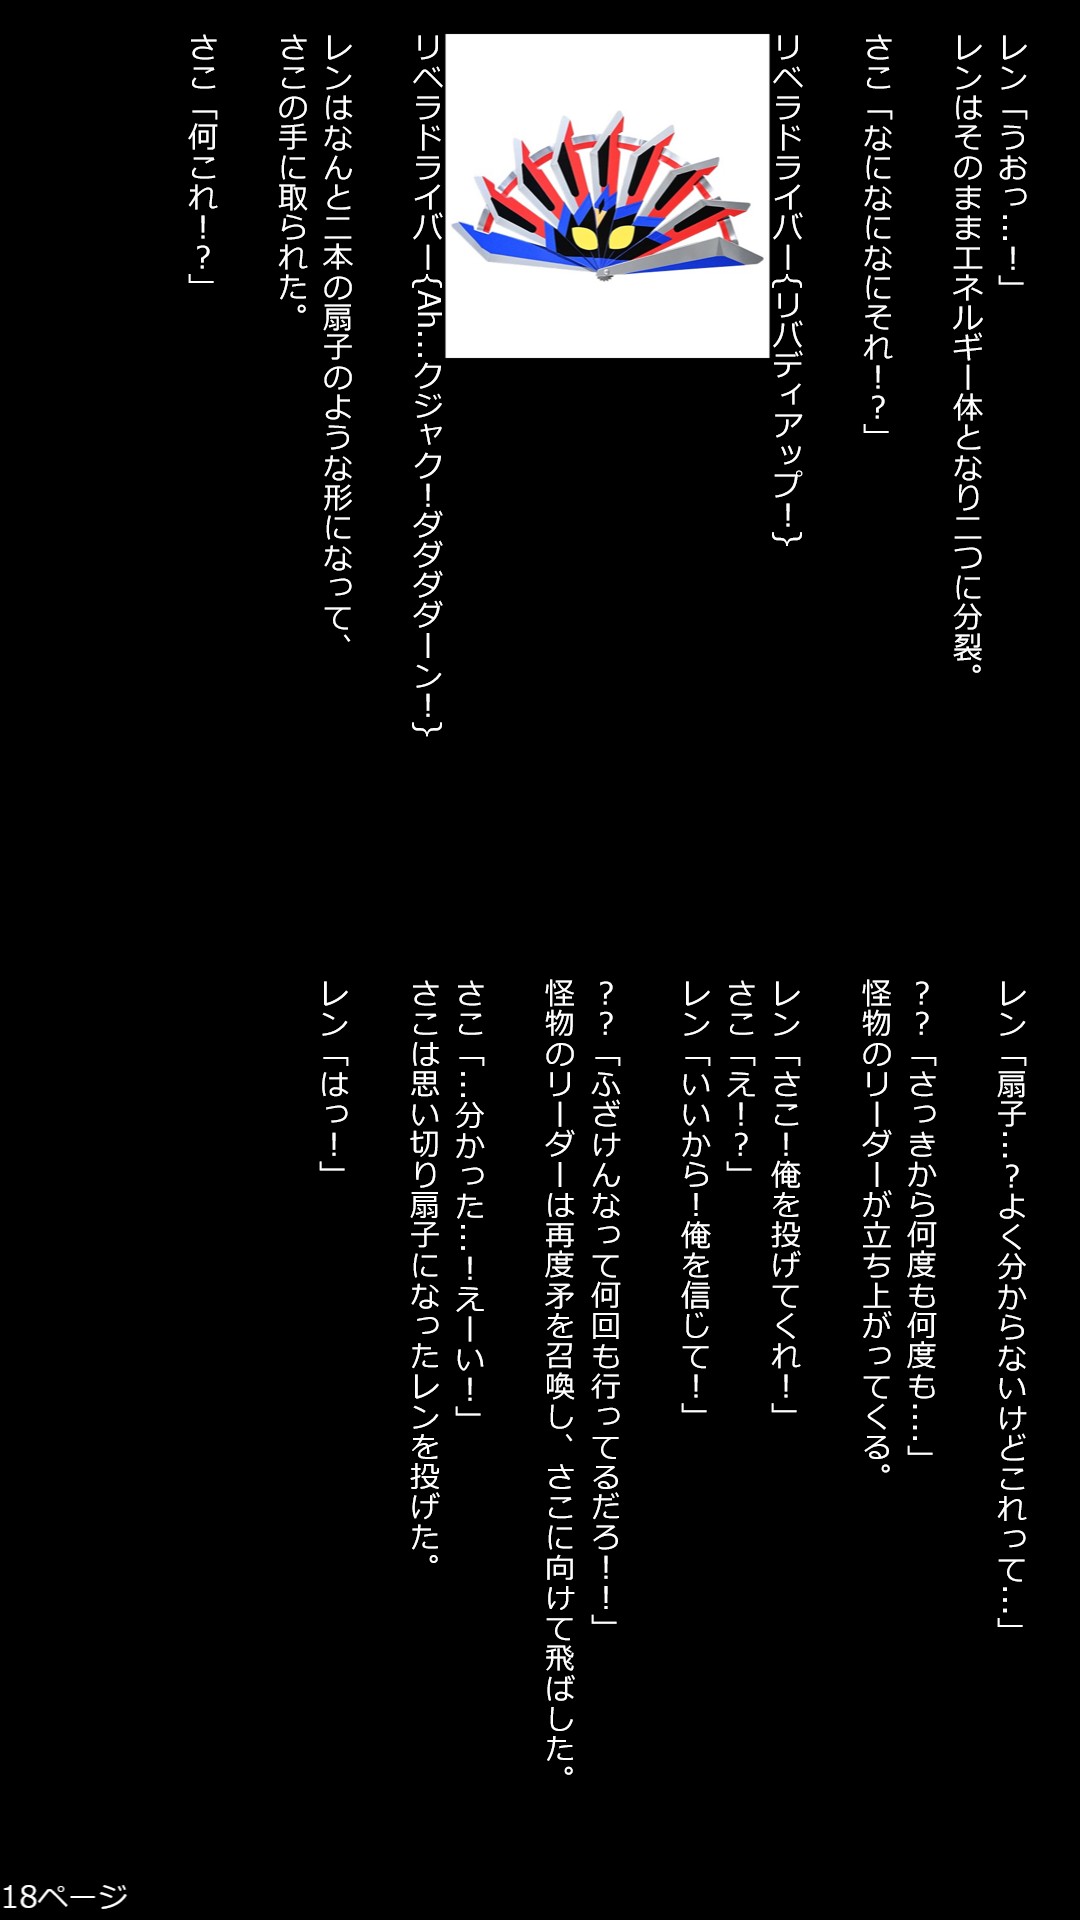 レン「うおっ…！」
レンはそのままエネルギー体となり二つに分裂。
さこ「なになになにそれ！？」
リベラドライバー{リバディアップ！}
リベラドライバー{Ah…クジャク！ダダダダーン！}
レンはなんと二本の扇子のような形になって、
さこの手に取られた。
さこ「何これ！？」
レン「扇子…？よく分からないけどこれって…」
？？「さっきから何度も何度も…」
怪物のリーダーが立ち上がってくる。
レン「さこ！俺を投げてくれ！」
さこ「え！？」
レン「いいから！俺を信じて！」
？？「ふざけんなって何回も行ってるだろ！！」
怪物のリーダーは再度矛を召喚し、さこに向けて飛ばした。
さこ「…分かった…！えーい！」
さこは思い切り扇子になったレンを投げた。
レン「はっ！」
18ページ